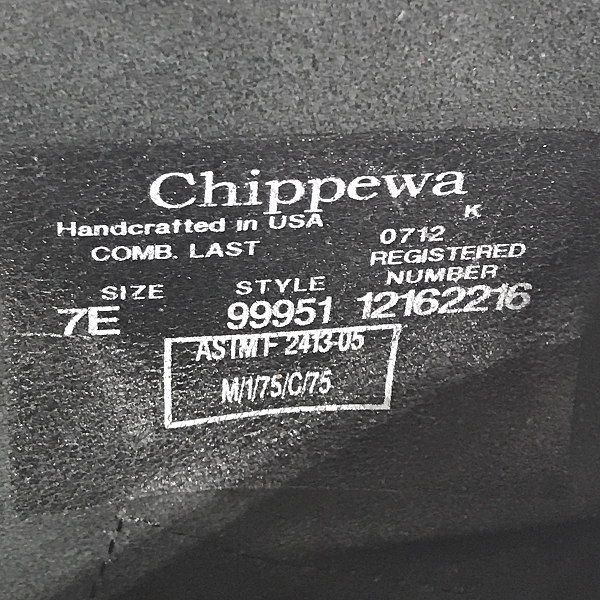 Chippewa
Handcrafted in USA K
COMB. LAST 0712
REGISTERED
SIZE STYLE NUMBER
7E 99951 12162216
ASTM F 2413-05
M/1/75/C/75